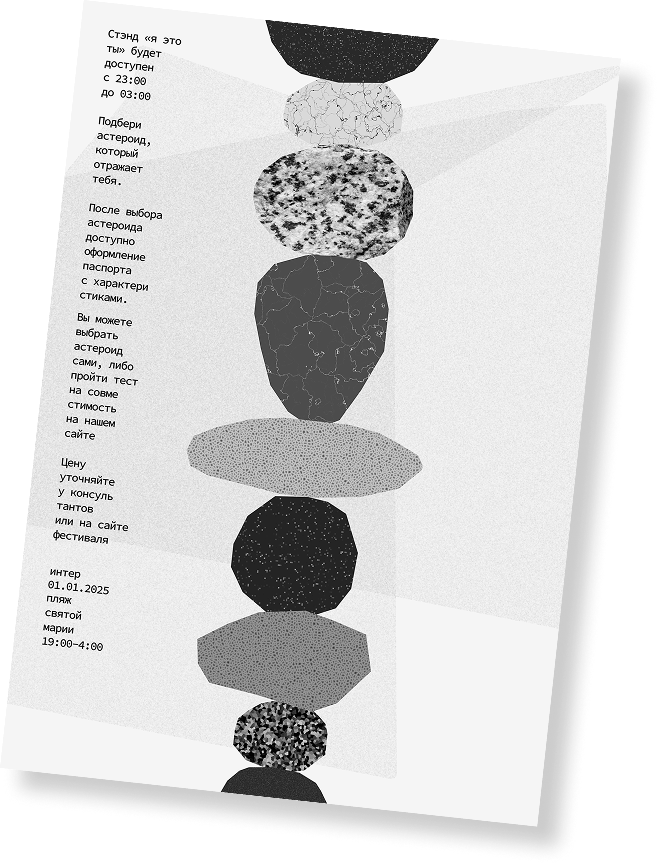 Стэнд «я это
ты» будет
доступен
с 23:00
до 03:00
Подбери
астероид,
который
отражает
тебя.
После выбора
астероида
доступно
оформление
паспорта
с характери
стиками.
Вы можете
выбрать
астероид
сами, либо
пройти тест
на совме
стимость
на нашем
сайте
Цену
уточняйте
у консуль
тантов
или на сайте
фестиваля
интер
01.01.2025
пляж
святой
марии
19:00-4:00